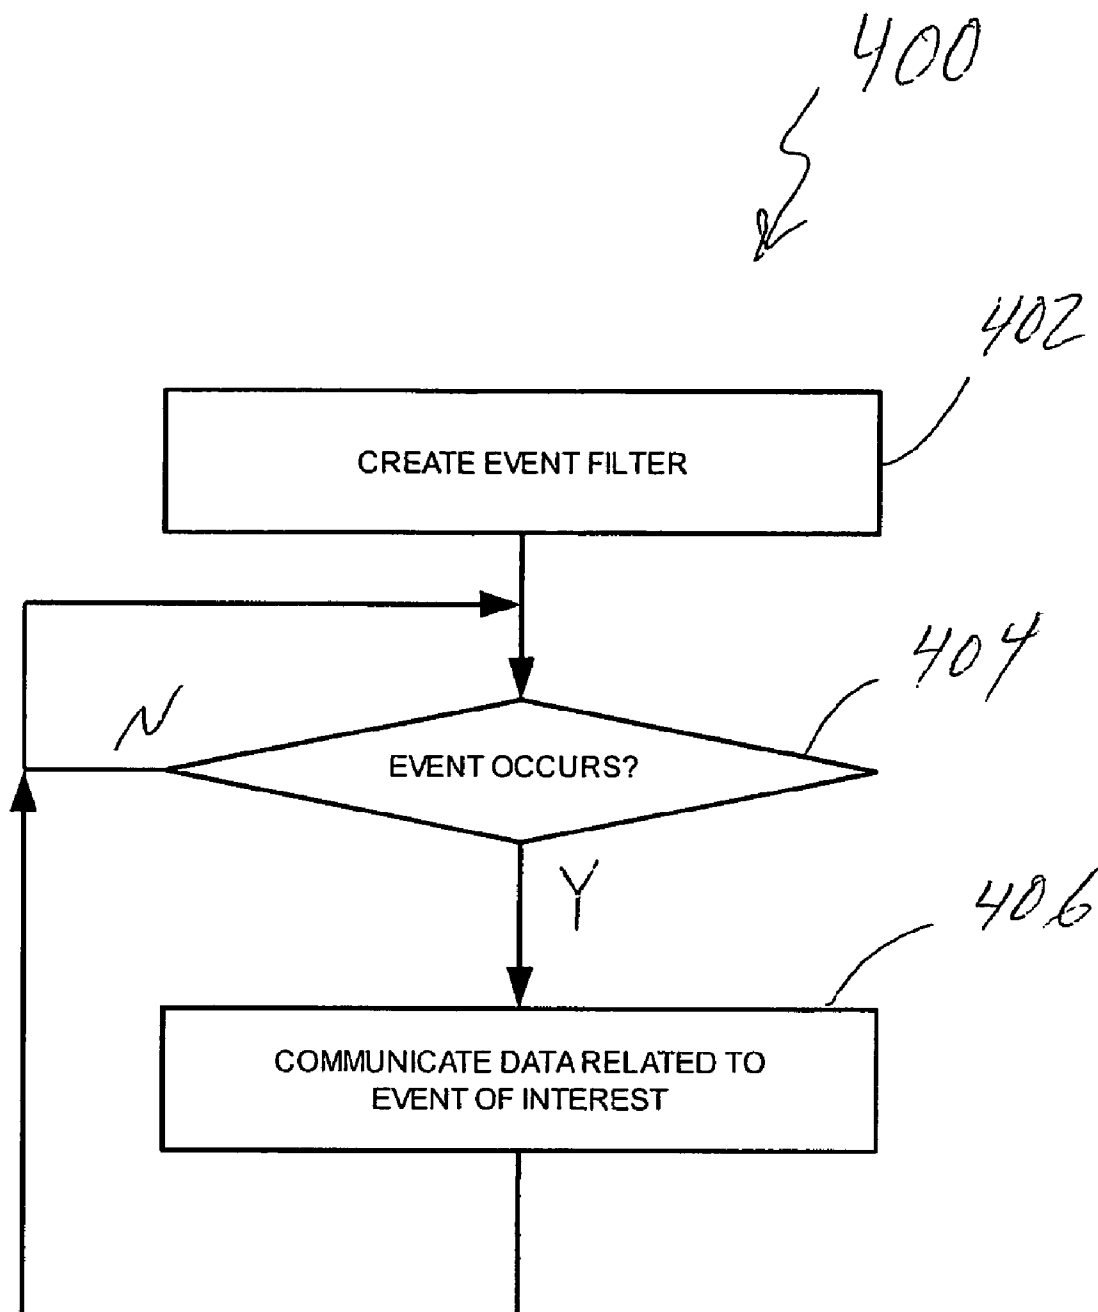 400
402
CREATE EVENT FILTER
404
N
EVENT OCCURS?
Y
406
COMMUNICATE DATA RELATED TO
EVENT OF INTEREST